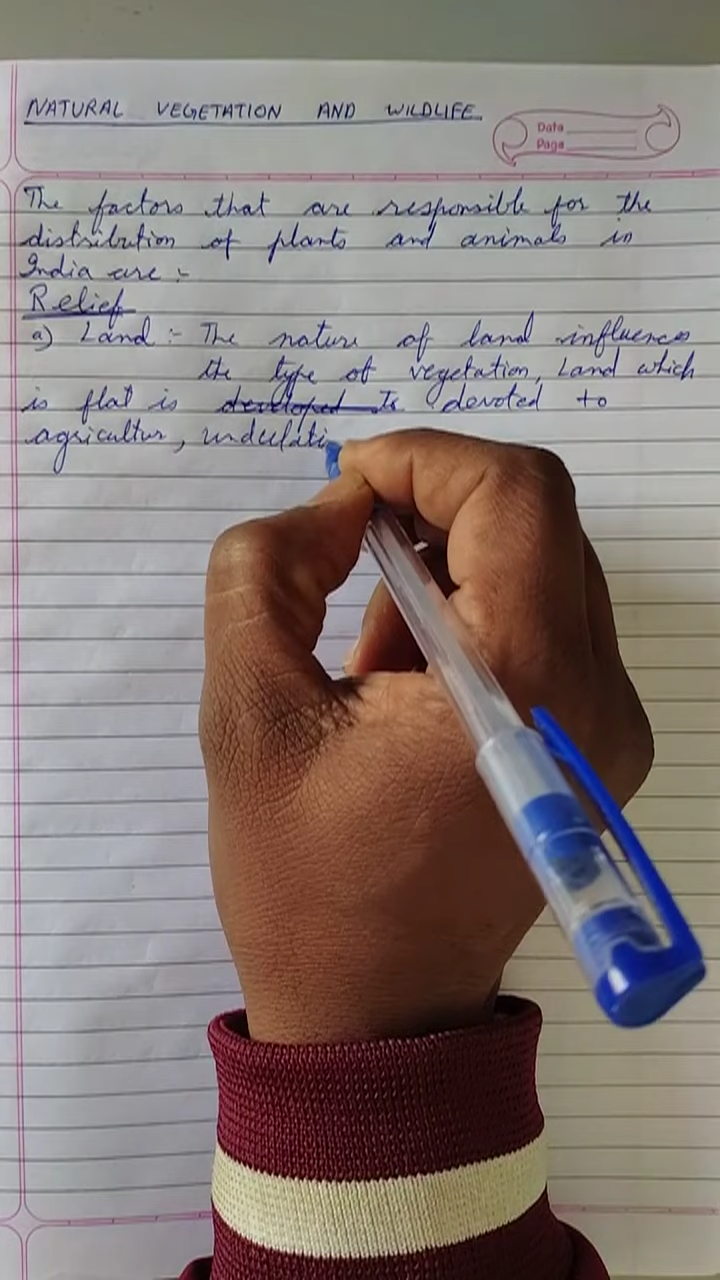 NATURAL VEGETATION AND WILDLIFE
Date
Page
The factors that are responsible for the
distribution of plants and animals in
India are :-
Relief
a) Land :- The nature of land influences
the type of vegetation, Land which
is flat is developed Is devoted to
agricultur, undulati